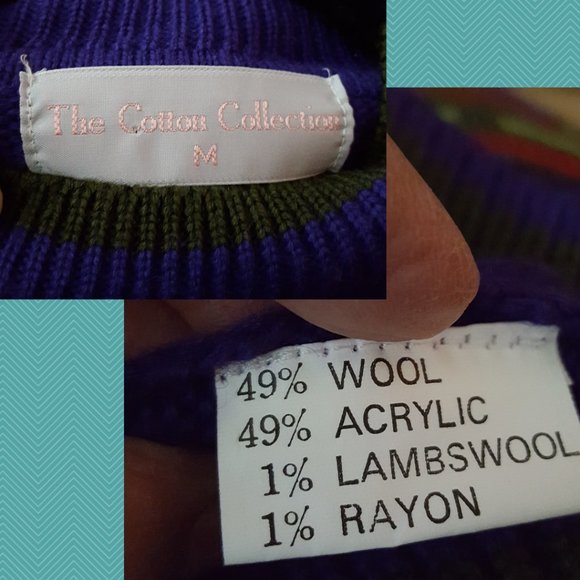 The Cotton Collection
M
49% WOOL
49% ACRYLIC
1% LAMBSWOOL
1% RAYON